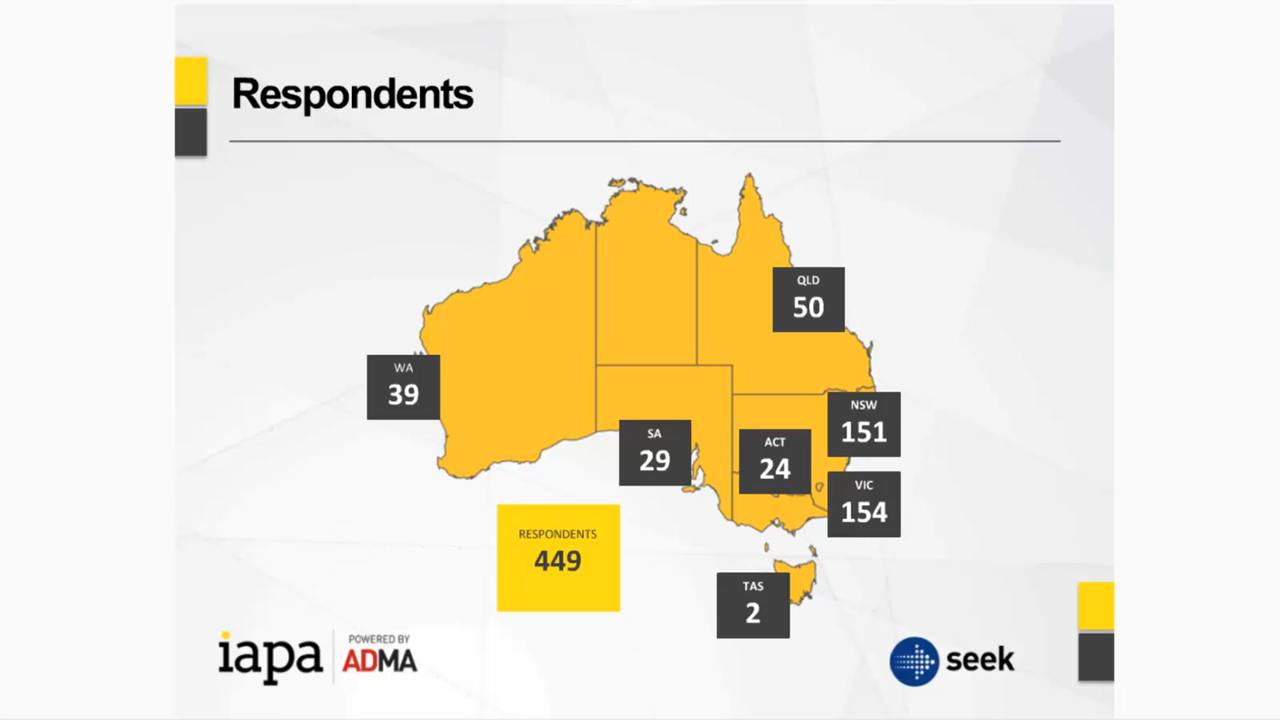 Respondents
QLD
50
WA
39
NSW
151
SA
29
ACT
24
VIC
154
RESPONDENTS
449
TAS
2
iapa
POWERED BY
ADMA
seek